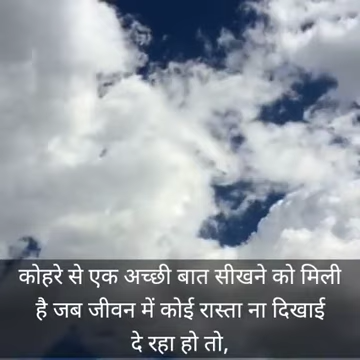 कोहरे से एक अच्छी बात सीखने को मिली
है जब जीवन में कोई रास्ता ना दिखाई
दे रहा हो तो,